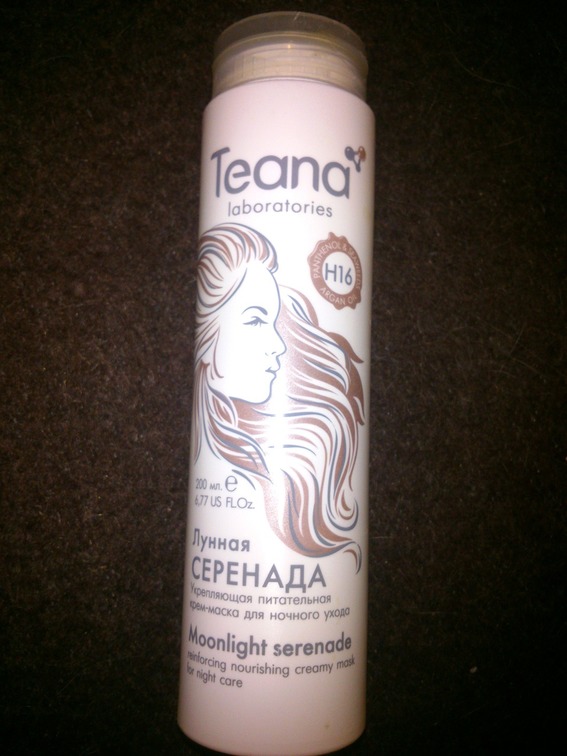 Teana
laboratories
PANTHENOL &
ARGAN OIL
H16
200 мл. e
6,77 US FL.Oz.
Лунная
СЕРЕНАДА
Укрепляющая питательная
крем-маска для ночного ухода
Moonlight serenade
reinforcing nourishing creamy mask
for night care